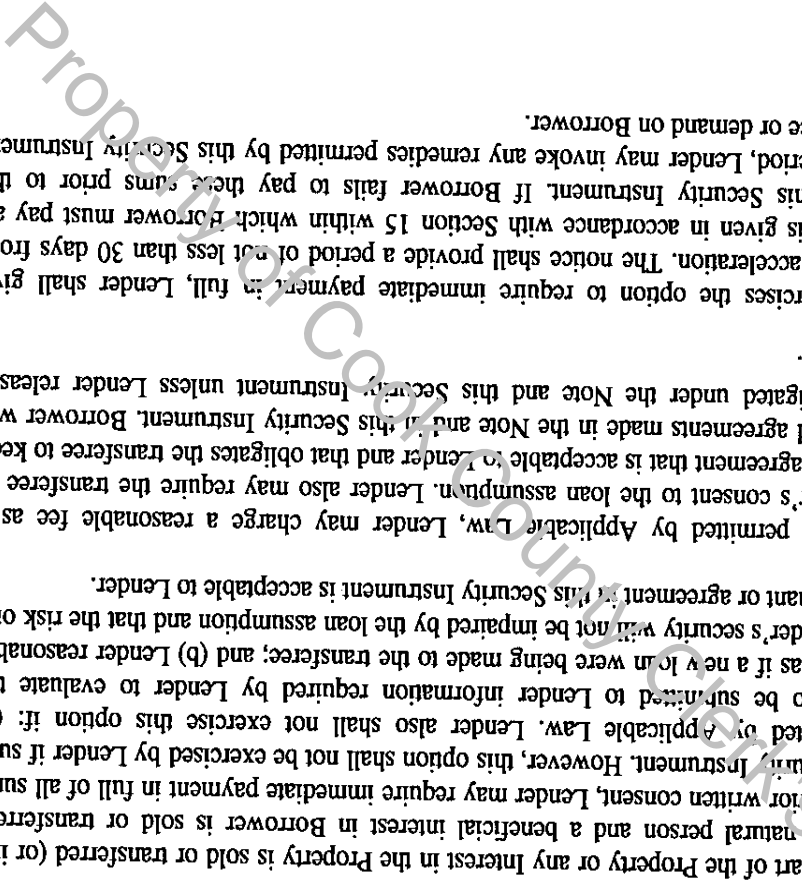 art of the Property or any Interest in the Property is sold or transferred (or i
natural person and a beneficial interest in Borrower is sold or transferre
ior written consent, Lender may require immediate payment in full of all sum
urity Instrument. However, this option shall not be exercised by Lender if su
ted by Applicable Law. Lender also shall not exercise this option if: (
o be submitted to Lender information required by Lender to evaluate t
as if a new loan were being made to the transferee; and (b) Lender reasonab
der's security will not be impaired by the loan assumption and that the risk o
nant or agreement in this Security Instrument is acceptable to Lender.
permitted by Applicable Law, Lender may charge a reasonable fee as
r's consent to the loan assumption. Lender also may require the transferee
agreement that is acceptable to Lender and that obligates the transferee to kee
l agreements made in the Note and in this Security Instrument. Borrower w
igated under the Note and this Security Instrument unless Lender releas
.
rcises the option to require immediate payment in full, Lender shall giv
acceleration. The notice shall provide a period of not less than 30 days fro
is given in accordance with Section 15 within which Borrower must pay a
his Security Instrument. If Borrower fails to pay these sums prior to th
eriod, Lender may invoke any remedies permitted by this Security Instrume
ce or demand on Borrower.
Property of Cook County Clerk's